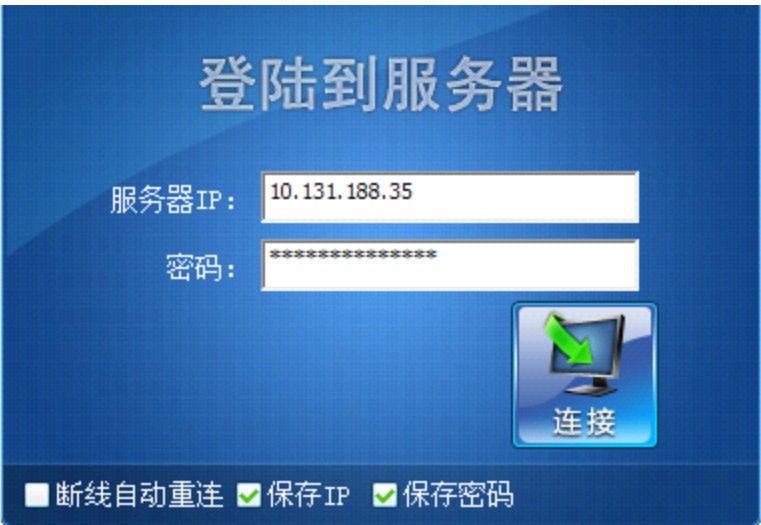 登陆到服务器
服务器IP: 10.131.188.35
密码: **************
连接
断线自动重连 保存IP 保存密码